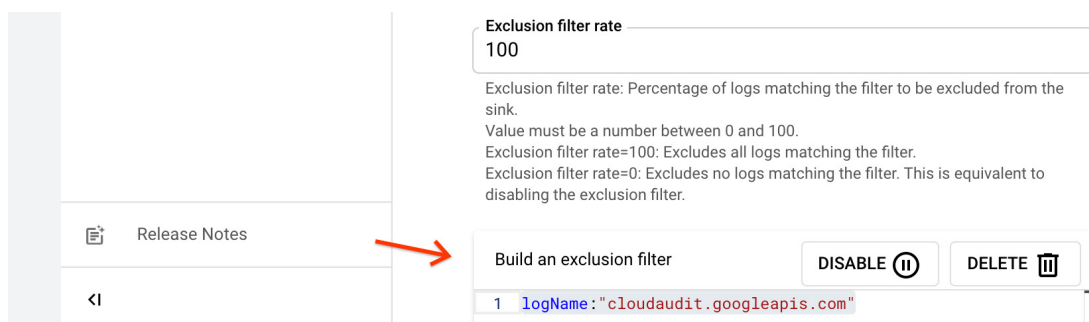 Exclusion filter rate
100
Exclusion filter rate: Percentage of logs matching the filter to be excluded from the
sink.
Value must be a number between 0 and 100.
Exclusion filter rate=100: Excludes all logs matching the filter.
Exclusion filter rate=0: Excludes no logs matching the filter. This is equivalent to
disabling the exclusion filter.
Release Notes
Build an exclusion filter
DISABLE
DELETE
1 logName:"cloudaudit.googleapis.com"